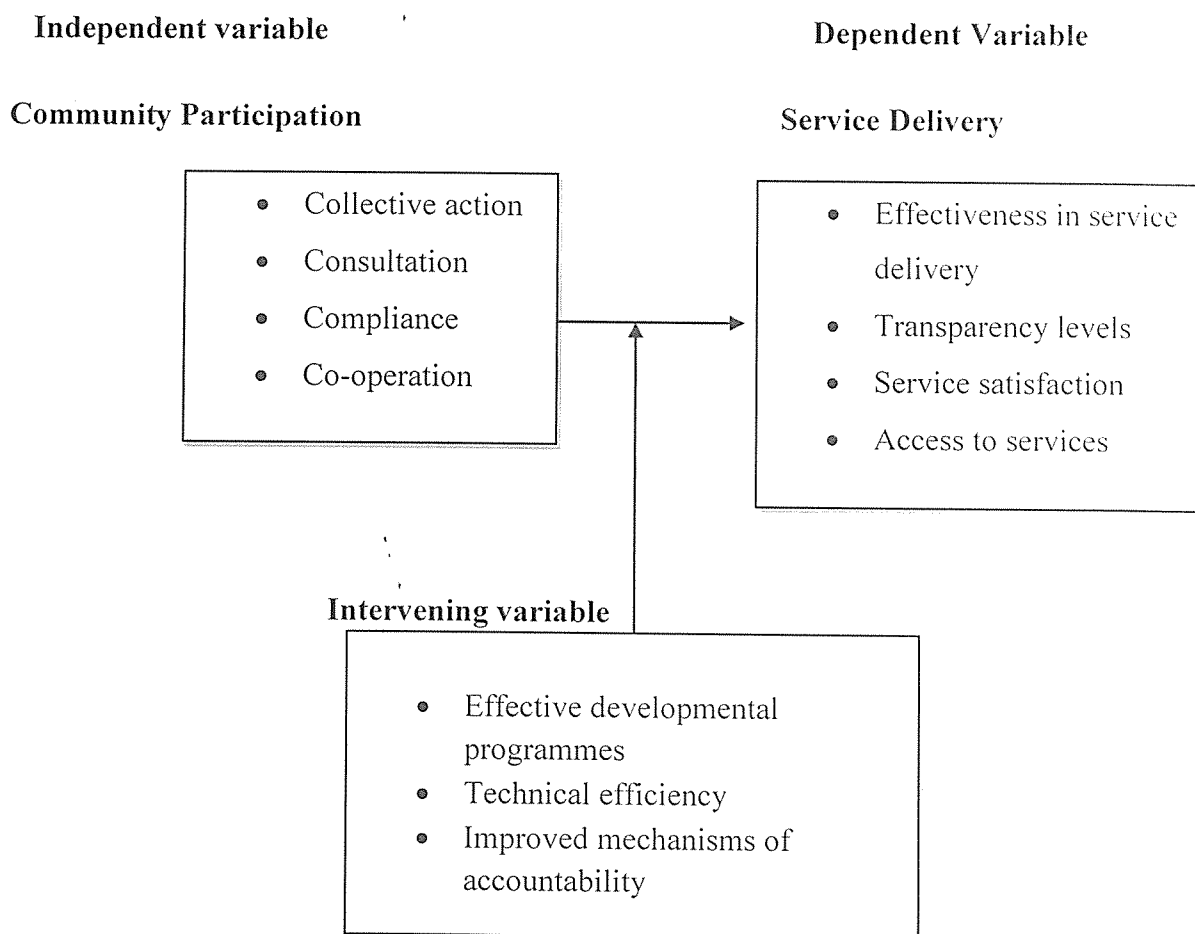 Independent variable
Dependent Variable
Community Participation
Service Delivery
• Collective action
• Consultation
• Compliance
• Co-operation
• Effectiveness in service
delivery
• Transparency levels
• Service satisfaction
• Access to services
Intervening variable
• Effective developmental
programmes
• Technical efficiency
• Improved mechanisms of
accountability